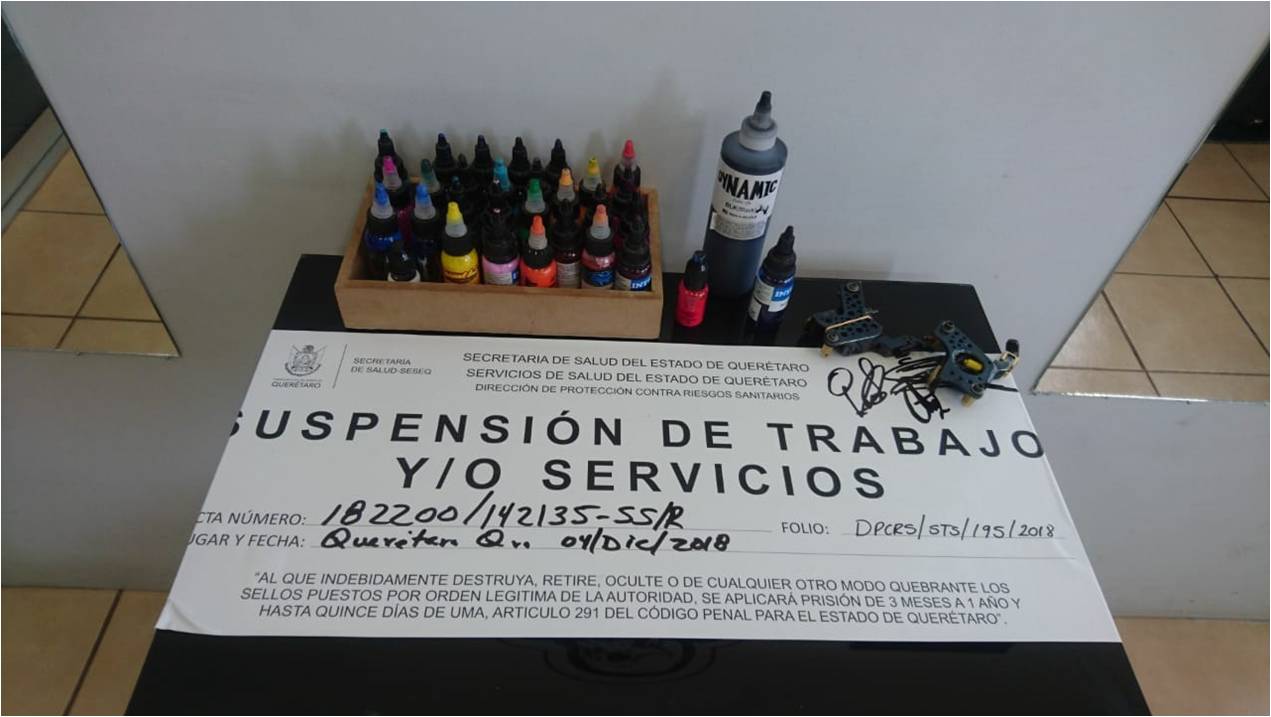 DYNAMIC
INTE
INTE
QUERÉTARO
SECRETARÍA
DE SALUD-SESEQ
SECRETARIA DE SALUD DEL ESTADO DE QUERÉTARO
SERVICIOS DE SALUD DEL ESTADO DE QUERÉTARO
DIRECCIÓN DE PROTECCIÓN CONTRA RIESGOS SANITARIOS
SUSPENSIÓN DE TRABAJO
Y/O SERVICIOS
CTA NÚMERO: 182200/142135-SS/R FOLIO: DPCRS/STS/195/2018
UGAR Y FECHA: Querétaro Qro. 04/Dic/2018
"AL QUE INDEBIDAMENTE DESTRUYA, RETIRE, OCULTE O DE CUALQUIER OTRO MODO QUEBRANTE LOS
SELLOS PUESTOS POR ORDEN LEGITIMA DE LA AUTORIDAD, SE APLICARÁ PRISIÓN DE 3 MESES A 1 AÑO Y
HASTA QUINCE DÍAS DE UMA, ARTICULO 291 DEL CÓDIGO PENAL PARA EL ESTADO DE QUERÉTARO".